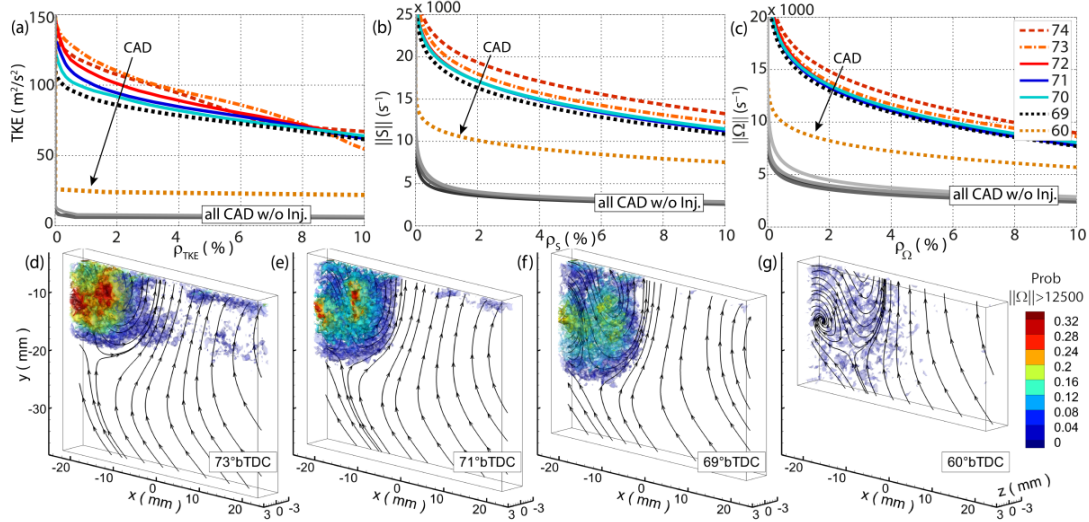 (a)
150
100
50
0
TKE (m²/s²)
CAD
all CAD w/o Inj.
0 2 4 6 8 10
ρTKE ( % )
(b)
x 1000
25
20
15
10
5
0
||S|| (s⁻¹)
CAD
all CAD w/o Inj.
0 2 4 6 8 10
ρS ( % )
(c)
x 1000
20
15
10
5
0
||Ω|| (s⁻¹)
CAD
all CAD w/o Inj.
0 2 4 6 8 10
ρΩ ( % )
74
73
72
71
70
69
60
(d)
-10
-20
-30
y ( mm )
73°bTDC
-20 -10 0 10 20
x ( mm )
3 0 -3
(e)
71°bTDC
-20 -10 0 10 20
x ( mm )
3 0 -3
(f)
69°bTDC
-20 -10 0 10 20
x ( mm )
3 0 -3
(g)
60°bTDC
-20 -10 0 10 20
x ( mm )
3 0 -3
z ( mm )
Prob
||Ω||>12500
0.32
0.28
0.24
0.2
0.16
0.12
0.08
0.04
0